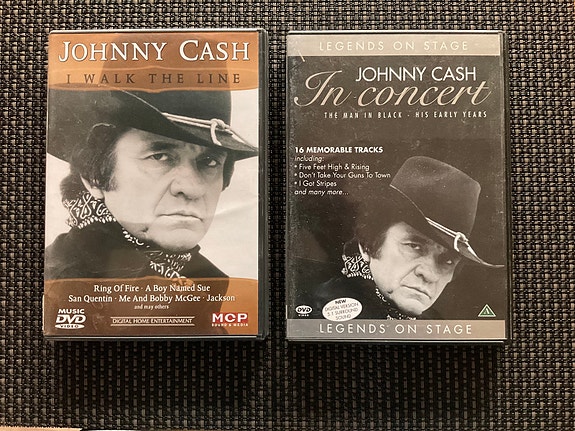 JOHNNY CASH
I WALK THE LINE
Ring Of Fire · A Boy Named Sue
San Quentin · Me And Bobby McGee · Jackson
and may others
MUSIC
DVD
VIDEO
DIGITAL HOME ENTERTAINMENT
MCP
SOUND & MEDIA
LEGENDS ON STAGE
JOHNNY CASH
In concert
THE MAN IN BLACK · HIS EARLY YEARS
16 MEMORABLE TRACKS
including:
• Five Feet High & Rising
• Don't Take Your Guns To Town
• I Got Stripes
and many more...
DVD
VIDEO
NEW
DIGITAL VERSION
5.1 SURROUND
SOUND
LEGENDS ON STAGE